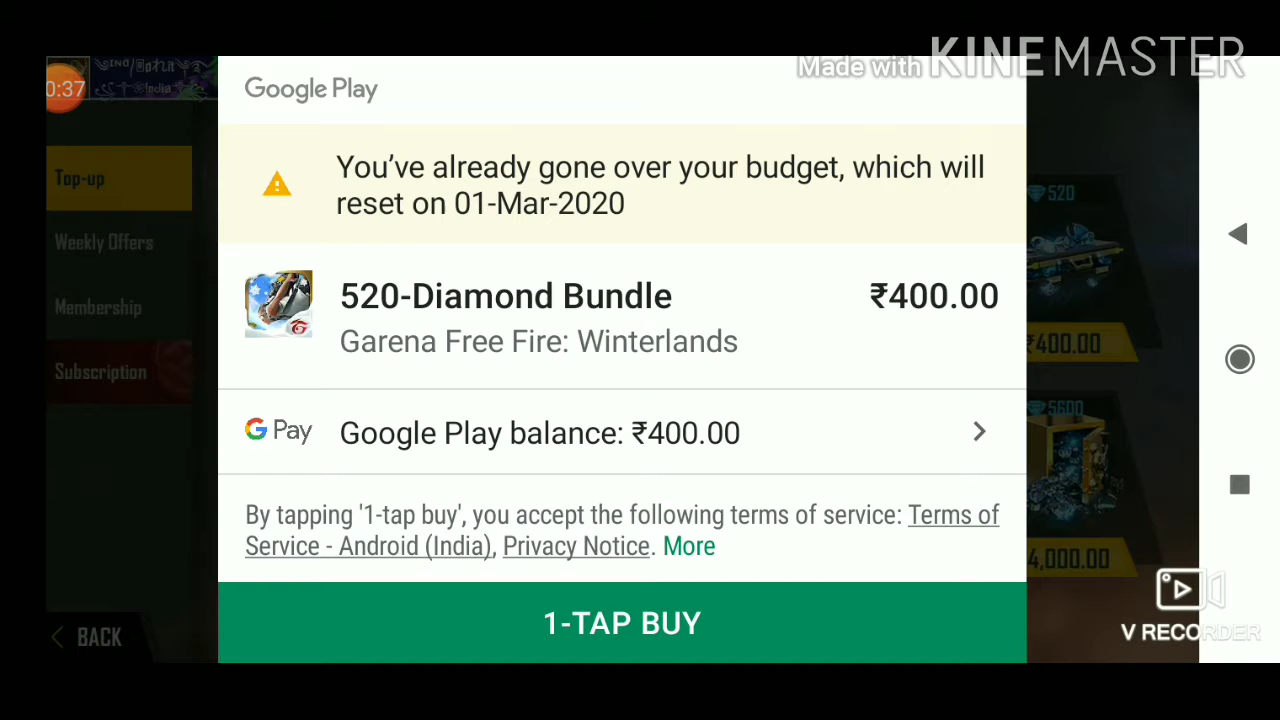 Made with KINEMASTER
0:37
Google Play
You've already gone over your budget, which will
reset on 01-Mar-2020
Top-up
520
Weekly Offers
520-Diamond Bundle
₹400.00
Garena Free Fire: Winterlands
Membership
₹400.00
Subscription
G Pay
Google Play balance: ₹400.00
5600
By tapping '1-tap buy', you accept the following terms of service: Terms of
Service - Android (India), Privacy Notice. More
4,000.00
1-TAP BUY
BACK
V RECORDER